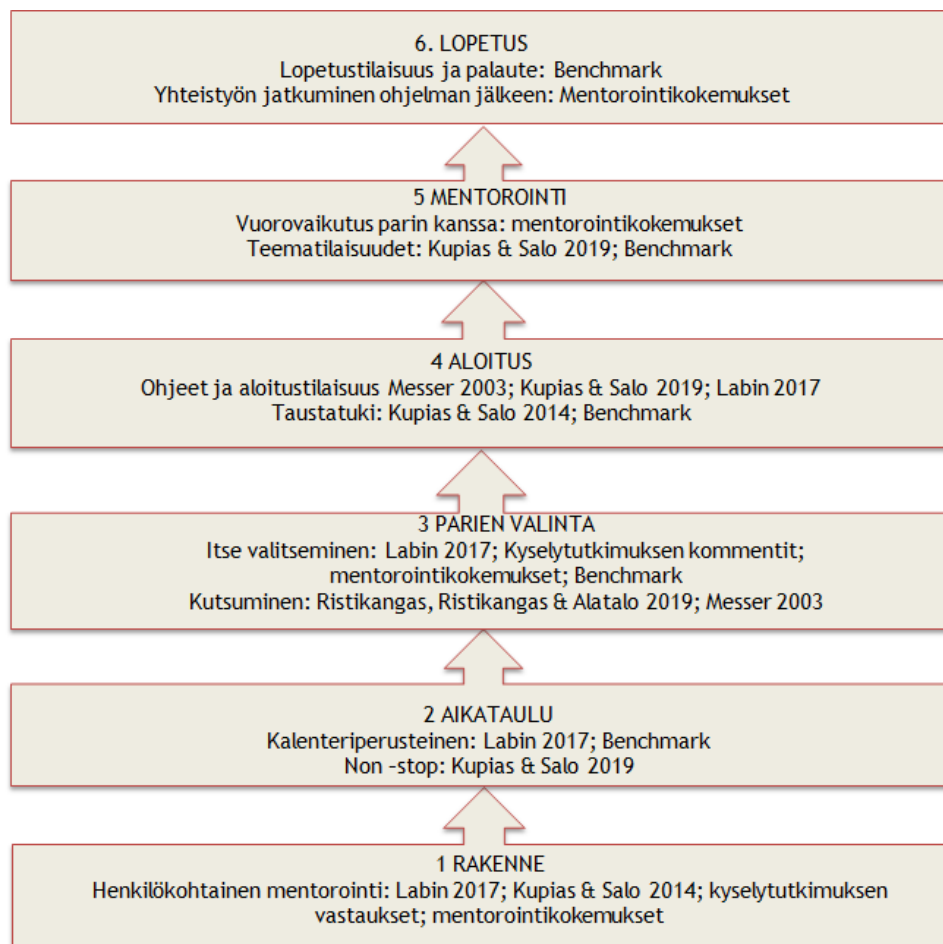 6. LOPETUS
Lopetustilaisuus ja palaute: Benchmark
Yhteistyön jatkuminen ohjelman jälkeen: Mentorointikokemukset
5 MENTOROINTI
Vuorovaikutus parin kanssa: mentorointikokemukset
Teematilaisuudet: Kupias & Salo 2019; Benchmark
4 ALOITUS
Ohjeet ja aloitustilaisuus Messer 2003; Kupias & Salo 2019; Labin 2017
Taustatuki: Kupias & Salo 2014; Benchmark
3 PARIEN VALINTA
Itse valitseminen: Labin 2017; Kyselytutkimuksen kommentit;
mentorointikokemukset; Benchmark
Kutsuminen: Ristikangas, Ristikangas & Alatalo 2019; Messer 2003
2 AIKATAULU
Kalenteriperusteinen: Labin 2017; Benchmark
Non -stop: Kupias & Salo 2019
1 RAKENNE
Henkilökohtainen mentorointi: Labin 2017; Kupias & Salo 2014; kyselytutkimuksen
vastaukset; mentorointikokemukset